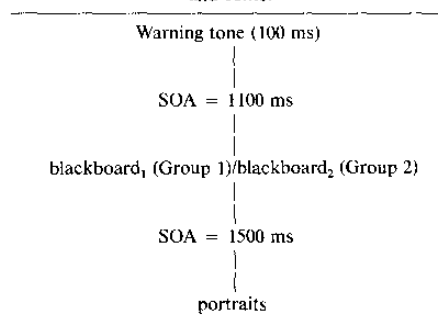 Warning tone (100 ms)
SOA = 1100 ms
blackboard₁ (Group 1)/blackboard₂ (Group 2)
SOA = 1500 ms
portraits